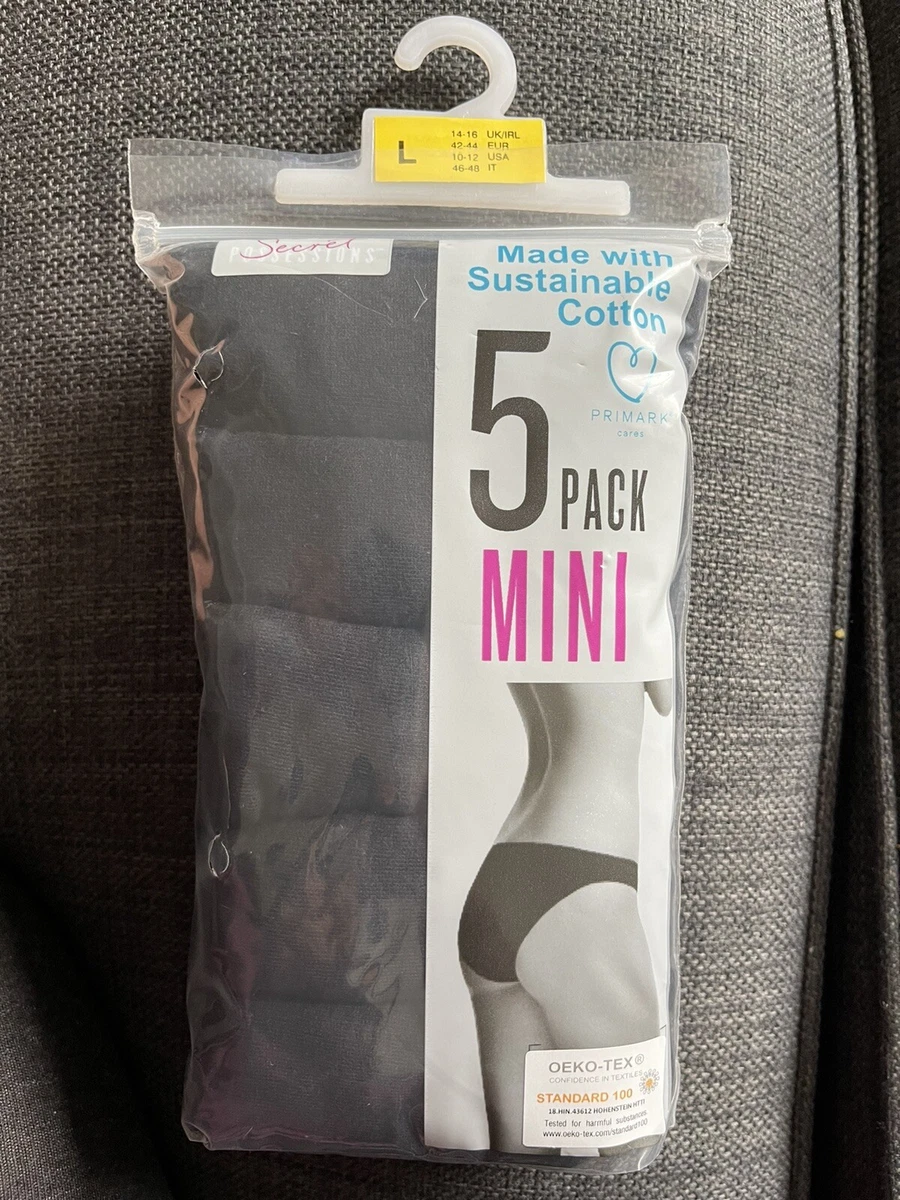 L
14-16 UK/IRL
42-44 EUR
10-12 USA
46-48 IT
Secret
POSSESSIONS™
Made with
Sustainable
Cotton
PRIMARK
cares
5 PACK
MINI
OEKO-TEX®
CONFIDENCE IN TEXTILES
STANDARD 100
18.HIN.43612 HOHENSTEIN HTTI
Tested for harmful substances
www.oeko-tex.com/standard100